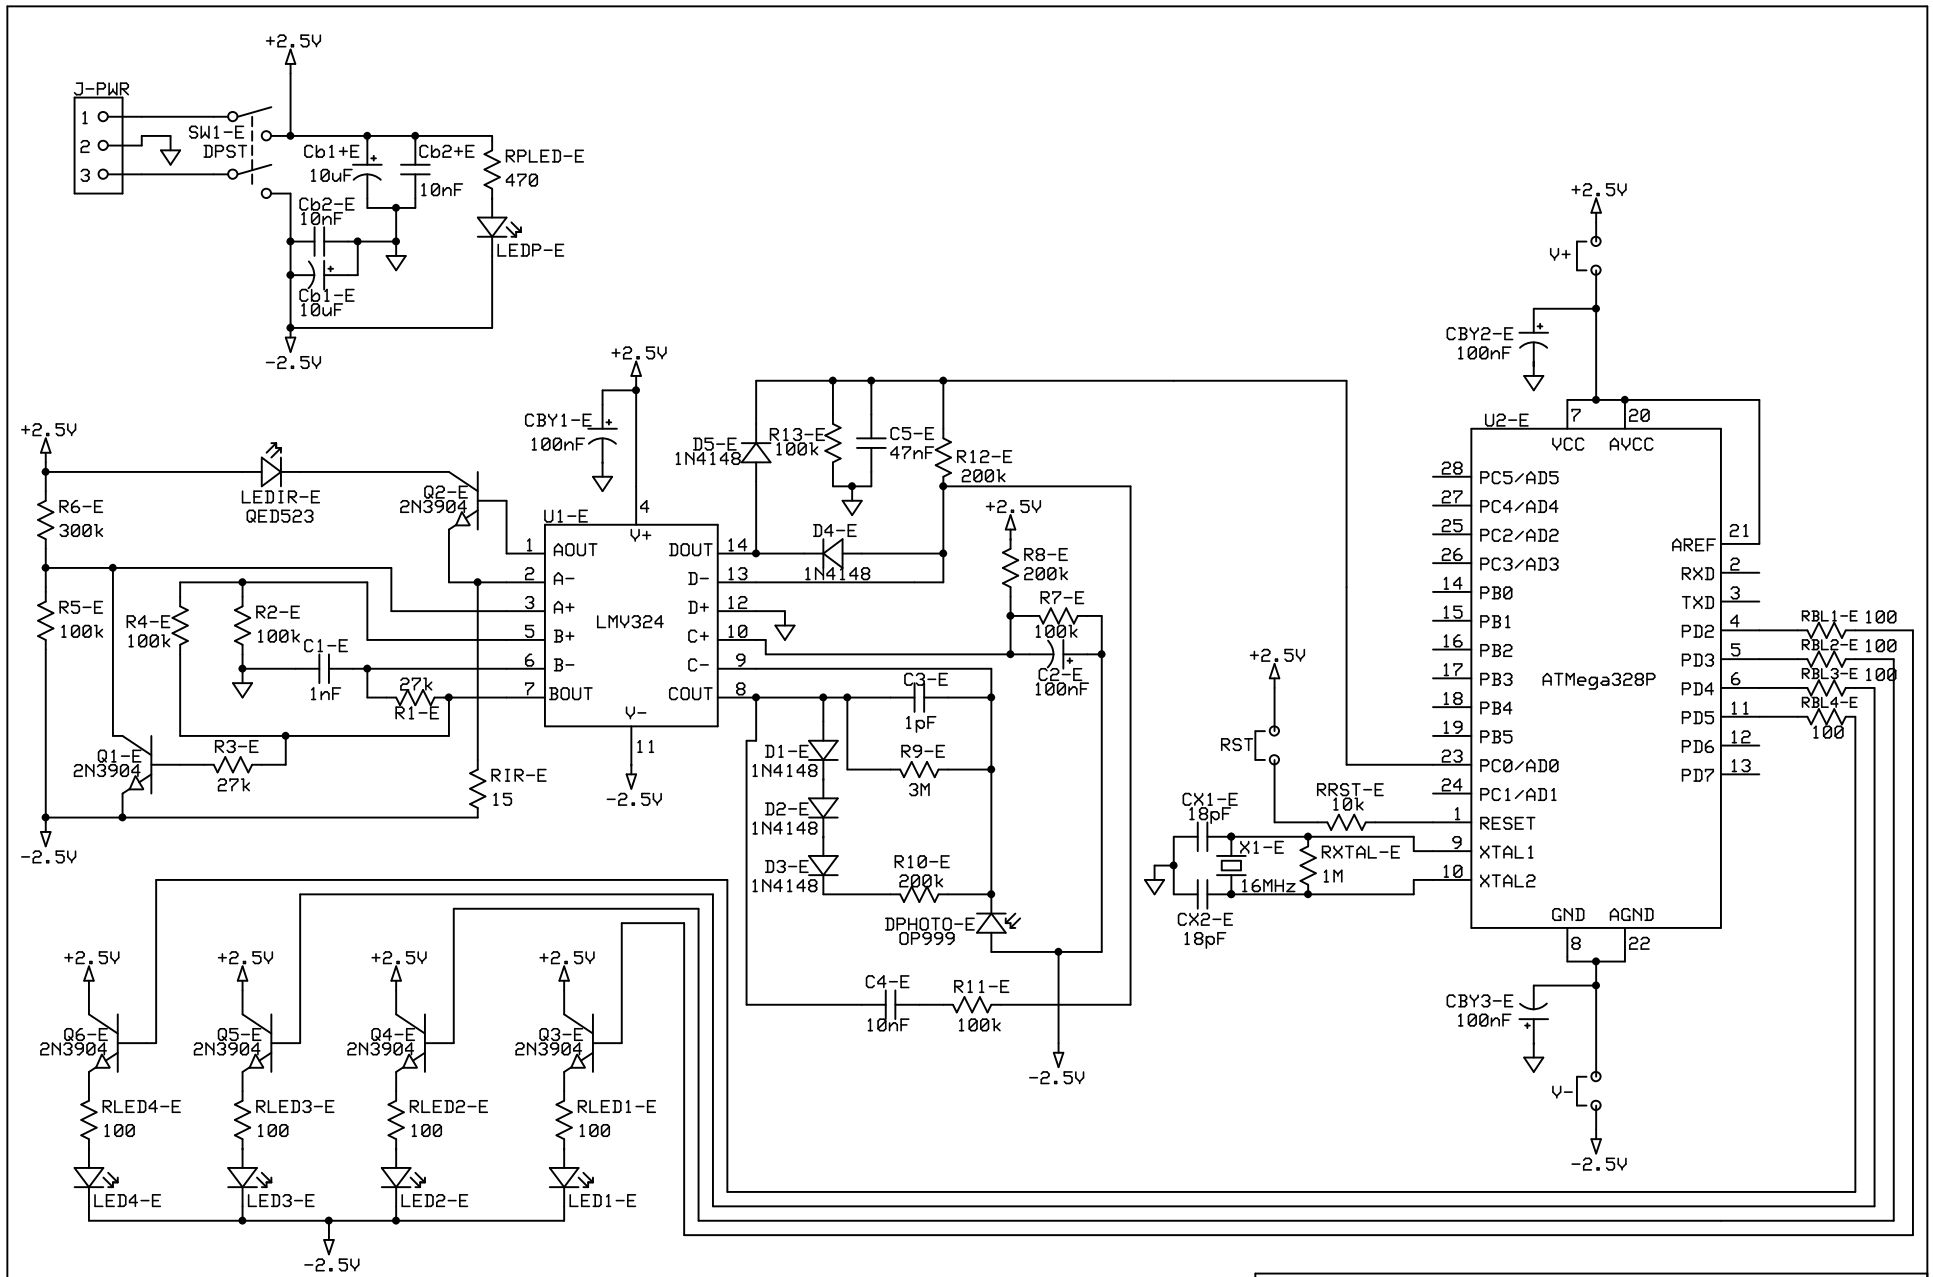 +2.5V
J-PWR
1
2
3
SW1-E
DPST
Cb1+E
10uF
Cb2+E
10nF
RPLED-E
470
LEDP-E
Cb2-E
10nF
Cb1-E
10uF
-2.5V
+2.5V
R6-E
300k
R5-E
100k
LEDIR-E
QED523
Q2-E
2N3904
R4-E
100k
R2-E
100k
C1-E
1nF
27k
R1-E
Q1-E
2N3904
R3-E
27k
RIR-E
15
-2.5V
+2.5V
CBY1-E
100nF
U1-E
4
V+
1 AOUT
2 A-
3 A+
5 B+
6 B-
7 BOUT
LMV324
DOUT 14
D- 13
D+ 12
C+ 10
C- 9
COUT 8
V-
11
-2.5V
D5-E
1N4148
R13-E
100k
C5-E
47nF
R12-E
200k
D4-E
1N4148
+2.5V
R8-E
200k
R7-E
100k
C2-E
100nF
C3-E
1pF
D1-E
1N4148
R9-E
3M
D2-E
1N4148
D3-E
1N4148
R10-E
200k
DPHOTO-E
OP999
C4-E
10nF
R11-E
100k
-2.5V
+2.5V
V+
CBY2-E
100nF
U2-E
7
20
VCC
AVCC
28 PC5/AD5
27 PC4/AD4
25 PC2/AD2
26 PC3/AD3
14 PB0
15 PB1
16 PB2
17 PB3
18 PB4
19 PB5
23 PC0/AD0
24 PC1/AD1
1 RESET
9 XTAL1
10 XTAL2
ATMega328P
AREF 21
RXD 2
TXD 3
PD2 4
PD3 5
PD4 6
PD5 11
PD6 12
PD7 13
RBL1-E 100
RBL2-E 100
RBL3-E 100
RBL4-E
100
+2.5V
RST
RRST-E
10k
CX1-E
18pF
X1-E
16MHz
RXTAL-E
1M
CX2-E
18pF
GND
AGND
8
22
CBY3-E
100nF
V-
-2.5V
+2.5V
+2.5V
+2.5V
+2.5V
Q6-E
2N3904
Q5-E
2N3904
Q4-E
2N3904
Q3-E
2N3904
RLED4-E
100
RLED3-E
100
RLED2-E
100
RLED1-E
100
LED4-E
LED3-E
LED2-E
LED1-E
-2.5V